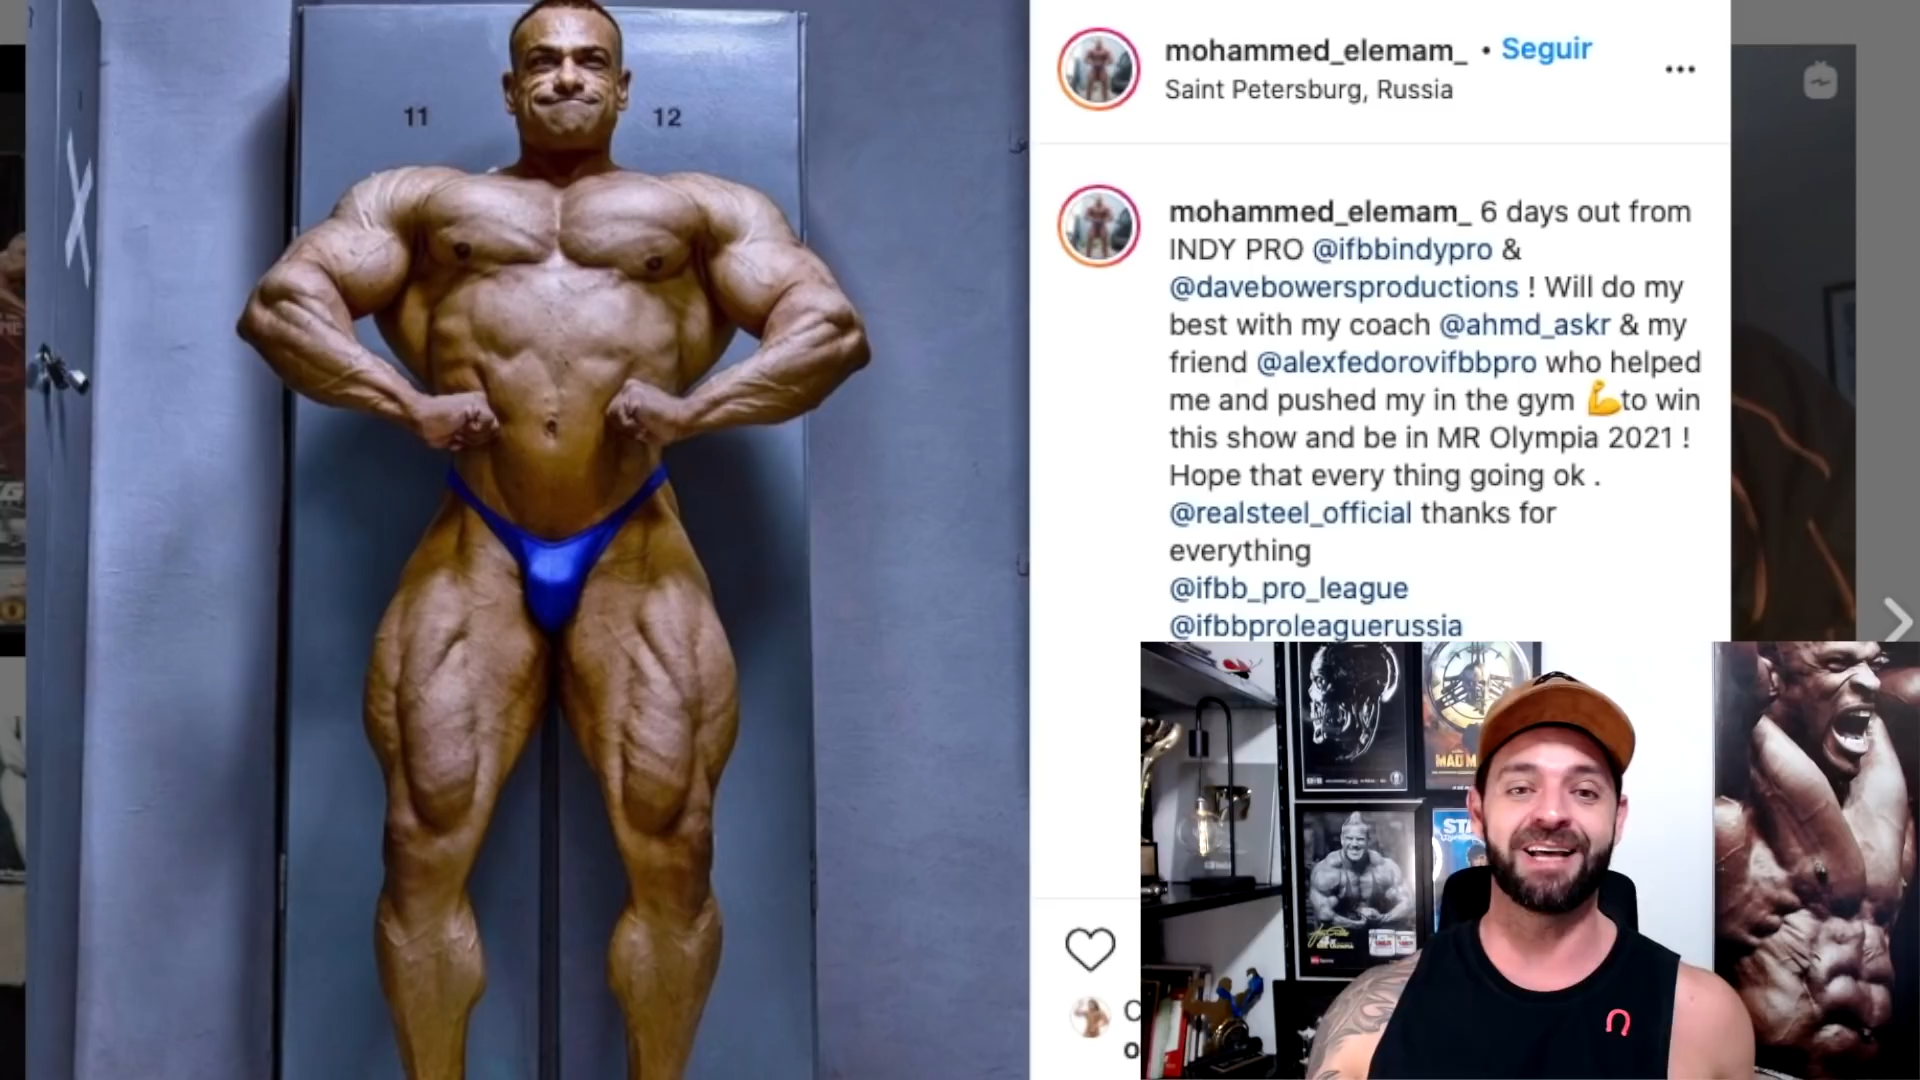 11
12
mohammed_elemam_ • Seguir
Saint Petersburg, Russia
mohammed_elemam_ 6 days out from
INDY PRO @ifbbindypro &
@davebowersproductions ! Will do my
best with my coach @ahmd_askr & my
friend @alexfedorovifbbpro who helped
me and pushed my in the gym 💪to win
this show and be in MR Olympia 2021 !
Hope that every thing going ok .
@realsteel_official thanks for
everything
@ifbb_pro_league
@ifbbproleaguerussia
MAD M
STA